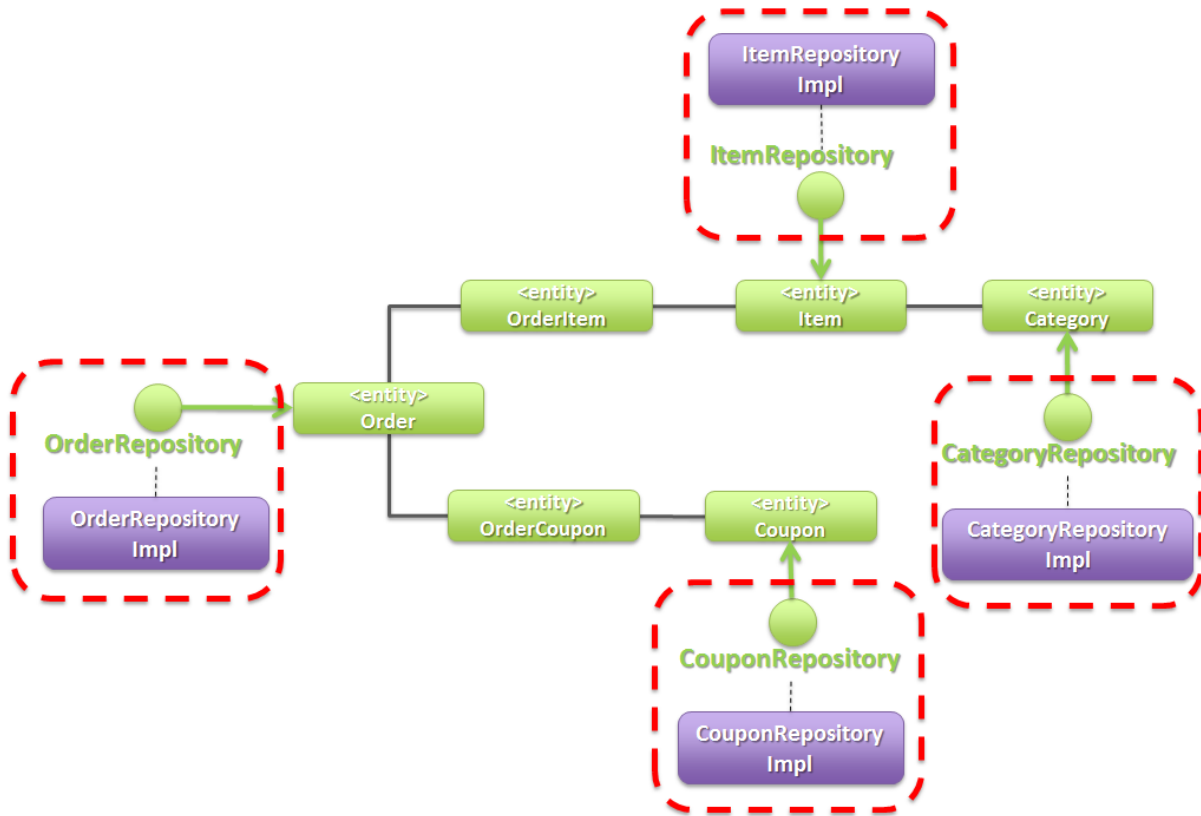 ItemRepository
Impl
ItemRepository
<entity>
OrderItem
<entity>
Item
<entity>
Category
<entity>
Order
OrderRepository
OrderRepository
Impl
CategoryRepository
CategoryRepository
Impl
<entity>
OrderCoupon
<entity>
Coupon
CouponRepository
CouponRepository
Impl